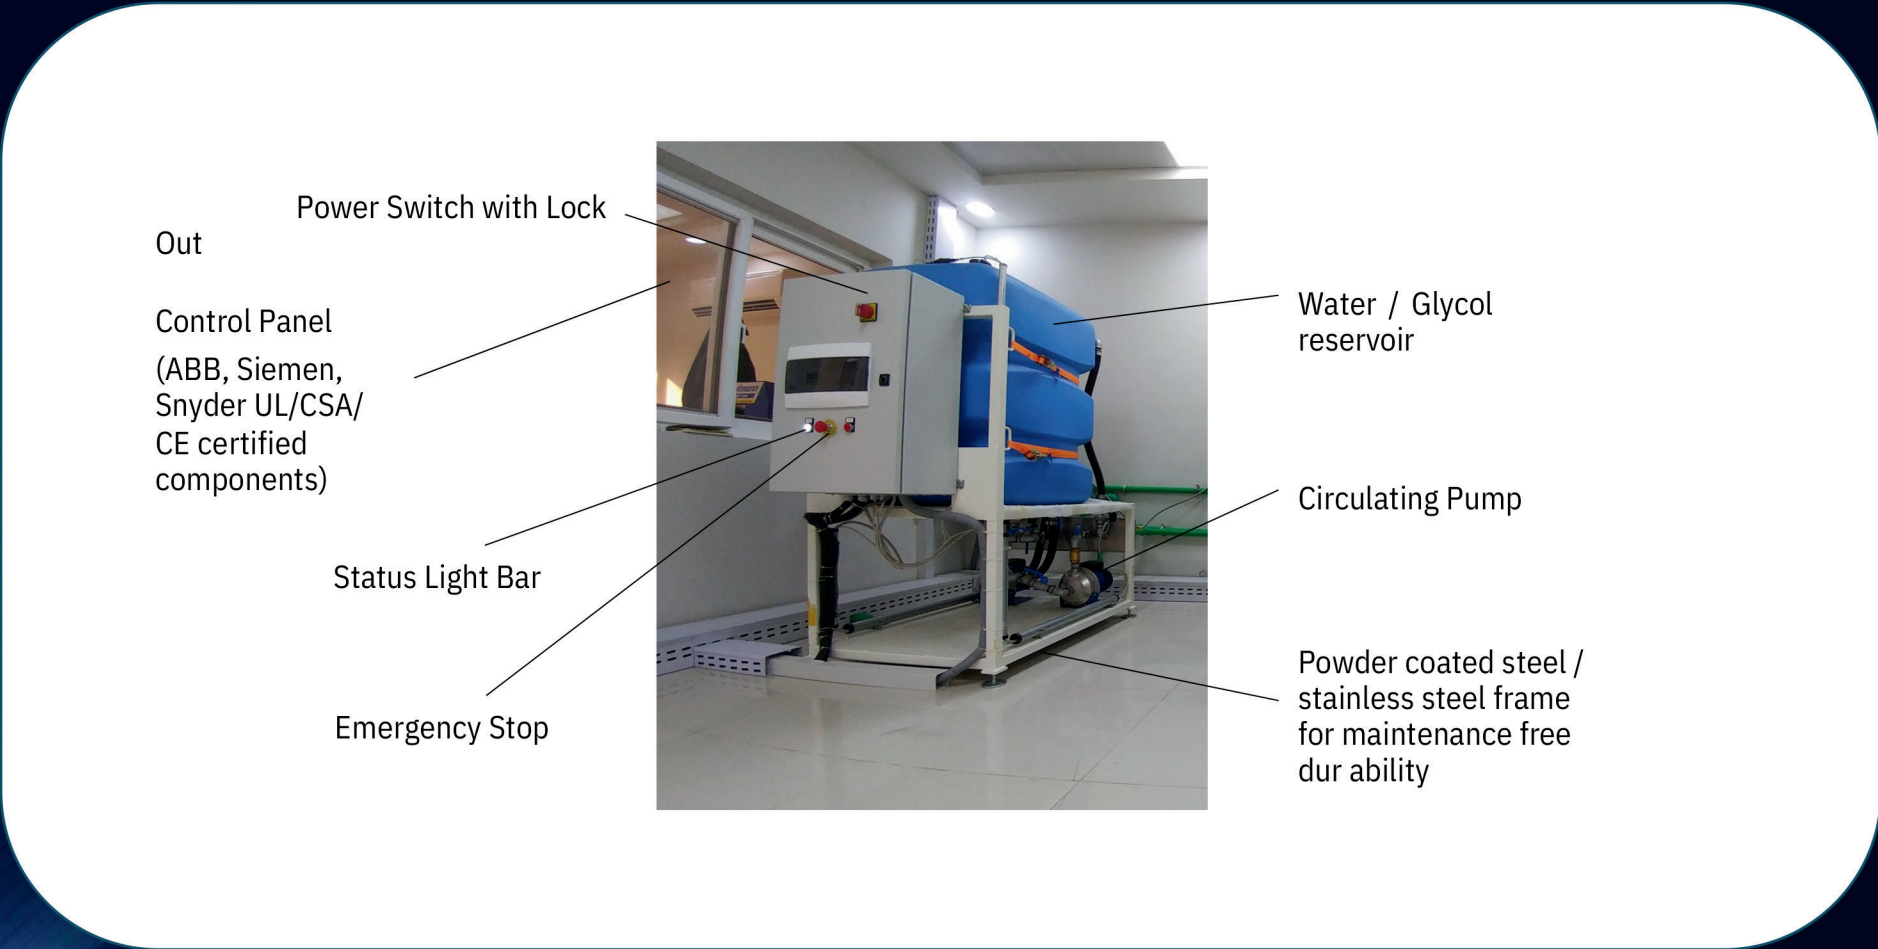 Power Switch with Lock
Out
Control Panel
(ABB, Siemen,
Snyder UL/CSA/
CE certified
components)
Status Light Bar
Emergency Stop
Water / Glycol
reservoir
Circulating Pump
Powder coated steel /
stainless steel frame
for maintenance free
dur ability